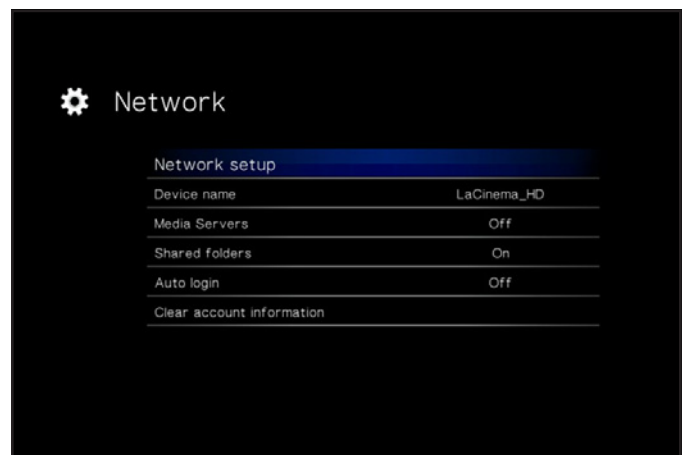 Network
Network setup
Device name LaCinema_HD
Media Servers Off
Shared folders On
Auto login Off
Clear account information